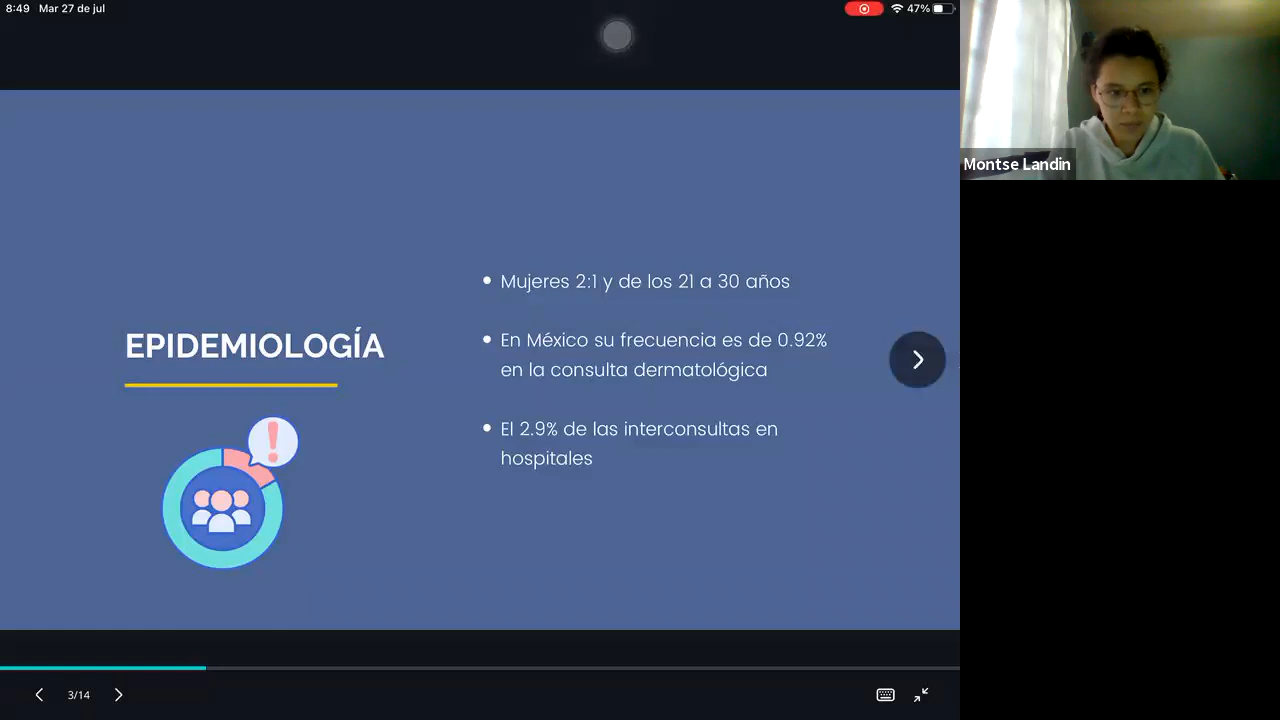 8:49 Mar 27 de jul
47%
Montse Landin
EPIDEMIOLOGÍA
• Mujeres 2:1 y de los 21 a 30 años
• En México su frecuencia es de 0.92%
en la consulta dermatológica
• El 2.9% de las interconsultas en
hospitales
3/14